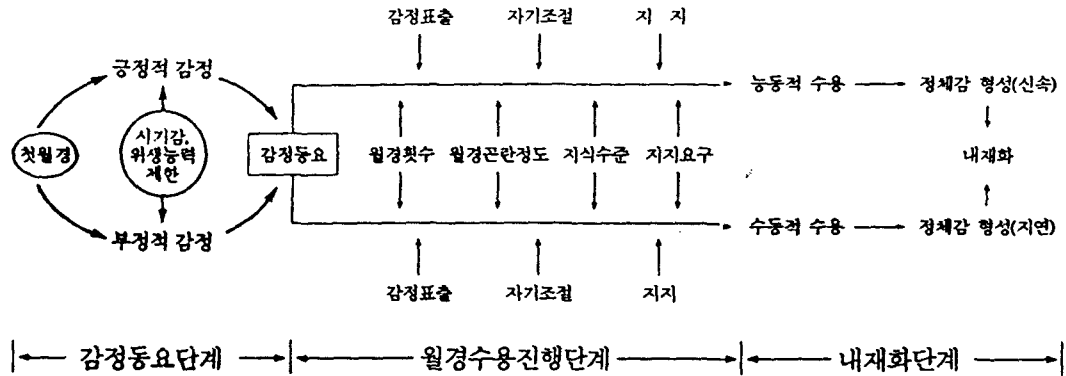 감정표출 자기조절 지 지
긍정적 감정 능동적 수용 정체감 형성(신속)
첫월경 시기감, 위생능력 제한 감정동요 월경횟수 월경곤란정도 지식수준 지지요구 내재화
부정적 감정 수동적 수용 정체감 형성(지연)
감정표출 자기조절 지지
감정동요단계 월경수용진행단계 내재화단계